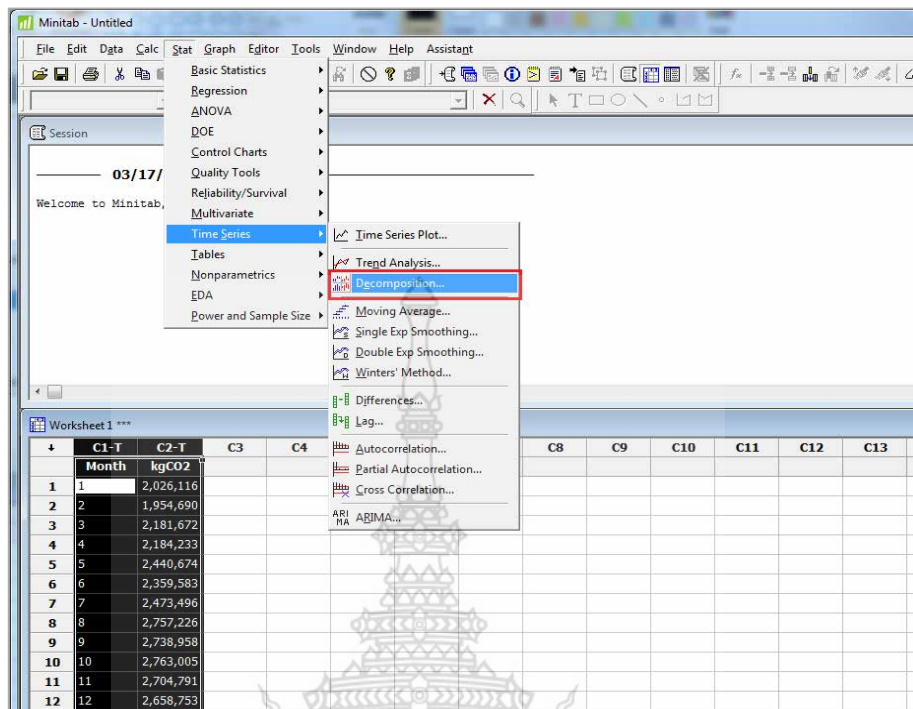 Minitab - Untitled
File Edit Data Calc Stat Graph Editor Tools Window Help Assistant
Session
03/17/
Welcome to Minitab,
Basic Statistics
Regression
ANOVA
DOE
Control Charts
Quality Tools
Reliability/Survival
Multivariate
Time Series
Tables
Nonparametrics
EDA
Power and Sample Size
Time Series Plot...
Trend Analysis...
Decomposition...
Moving Average...
Single Exp Smoothing...
Double Exp Smoothing...
Winters' Method...
Differences...
Lag...
Autocorrelation...
Partial Autocorrelation...
Cross Correlation...
ARIMA...
Worksheet 1 ***
C1-T C2-T C3 C4 C8 C9 C10 C11 C12 C13
Month kgCO2
1 1 2,026,116
2 2 1,954,690
3 3 2,181,672
4 4 2,184,233
5 5 2,440,674
6 6 2,359,583
7 7 2,473,496
8 8 2,757,226
9 9 2,738,958
10 10 2,763,005
11 11 2,704,791
12 12 2,658,753